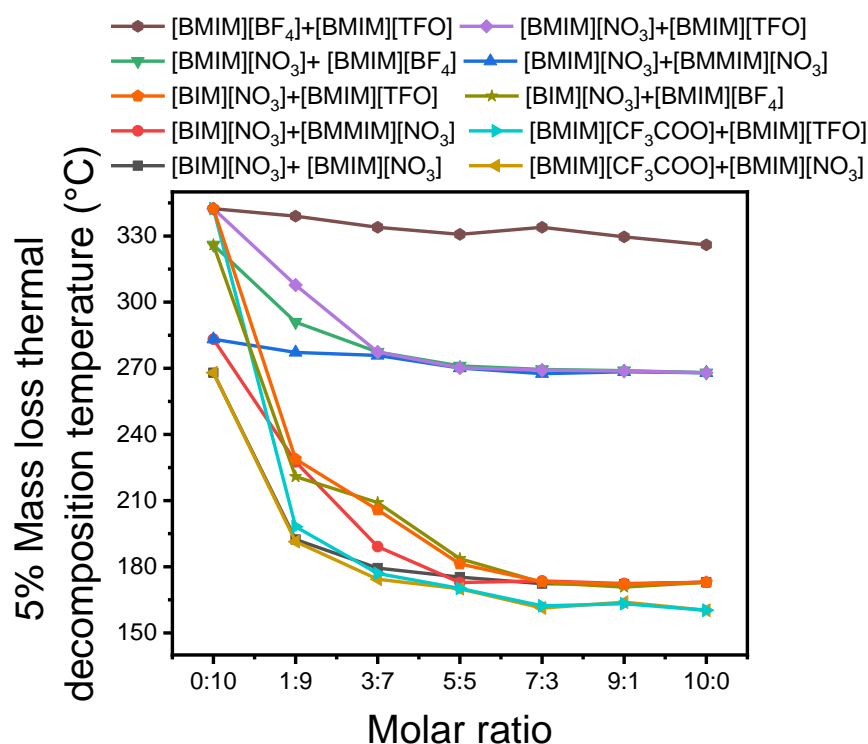 [BMIM][BF₄]+[BMIM][TFO] [BMIM][NO₃]+[BMIM][TFO]
[BMIM][NO₃]+ [BMIM][BF₄] [BMIM][NO₃]+[BMMIM][NO₃]
[BIM][NO₃]+[BMIM][TFO] [BIM][NO₃]+[BMIM][BF₄]
[BIM][NO₃]+[BMMIM][NO₃] [BMIM][CF₃COO]+[BMIM][TFO]
[BIM][NO₃]+ [BMIM][NO₃] [BMIM][CF₃COO]+[BMIM][NO₃]
5% Mass loss thermal
decomposition temperature (°C)
330
300
270
240
210
180
150
0:10 1:9 3:7 5:5 7:3 9:1 10:0
Molar ratio